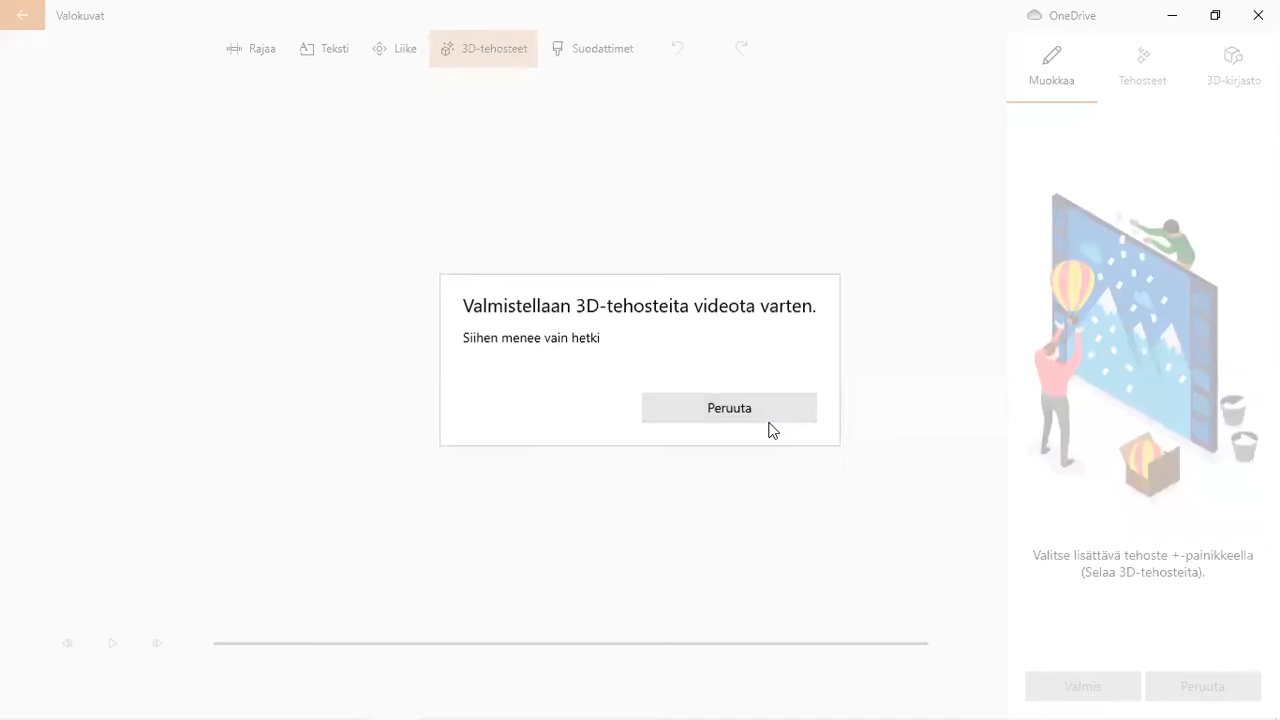 Valokuvat
OneDrive
Rajaa
Teksti
Liike
3D-tehosteet
Suodattimet
Muokkaa
Tehosteet
3D-kirjasto
Valmistellaan 3D-tehosteita videota varten.
Siihen menee vain hetki
Peruuta
Valitse lisättävä tehoste +-painikkeella
(Selaa 3D-tehosteita).
Valmis
Peruuta